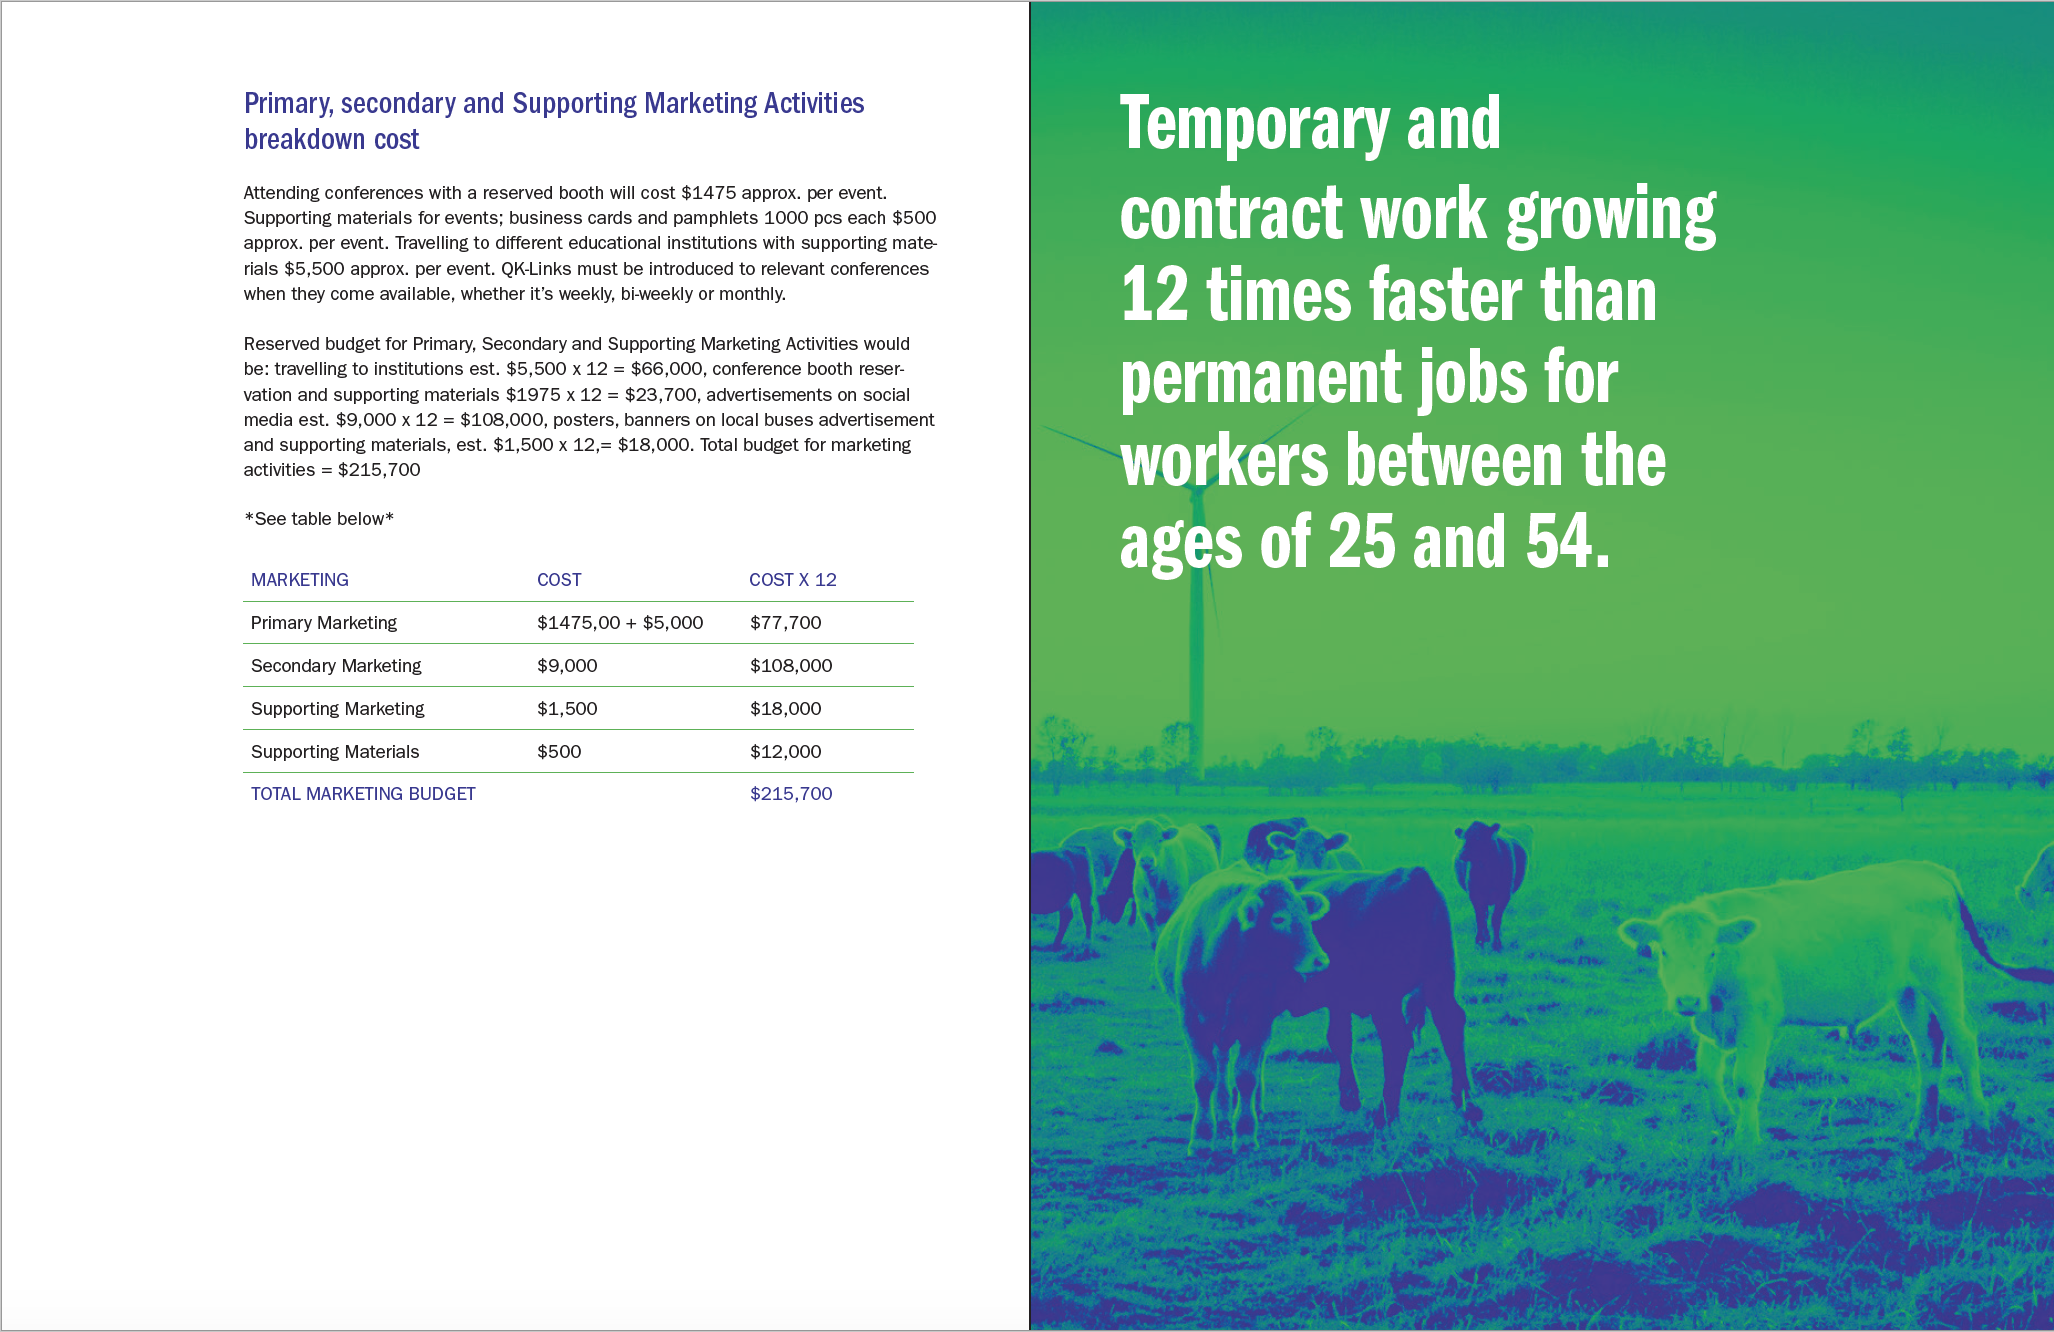 Primary, secondary and Supporting Marketing Activities
breakdown cost
Attending conferences with a reserved booth will cost $1475 approx. per event.
Supporting materials for events; business cards and pamphlets 1000 pcs each $500
approx. per event. Travelling to different educational institutions with supporting mate-
rials $5,500 approx. per event. QK-Links must be introduced to relevant conferences
when they come available, whether it’s weekly, bi-weekly or monthly.
Reserved budget for Primary, Secondary and Supporting Marketing Activities would
be: travelling to institutions est. $5,500 x 12 = $66,000, conference booth reser-
vation and supporting materials $1975 x 12 = $23,700, advertisements on social
media est. $9,000 x 12 = $108,000, posters, banners on local buses advertisement
and supporting materials, est. $1,500 x 12,= $18,000. Total budget for marketing
activities = $215,700
*See table below*
MARKETING COST COST X 12
Primary Marketing $1475,00 + $5,000 $77,700
Secondary Marketing $9,000 $108,000
Supporting Marketing $1,500 $18,000
Supporting Materials $500 $12,000
TOTAL MARKETING BUDGET $215,700
Temporary and
contract work growing
12 times faster than
permanent jobs for
workers between the
ages of 25 and 54.